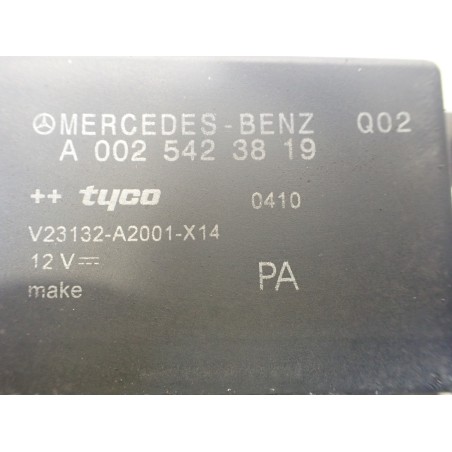 MERCEDES-BENZ Q02
A 002 542 38 19
++ tyco 0410
V23132-A2001-X14
12 V⎓
make PA